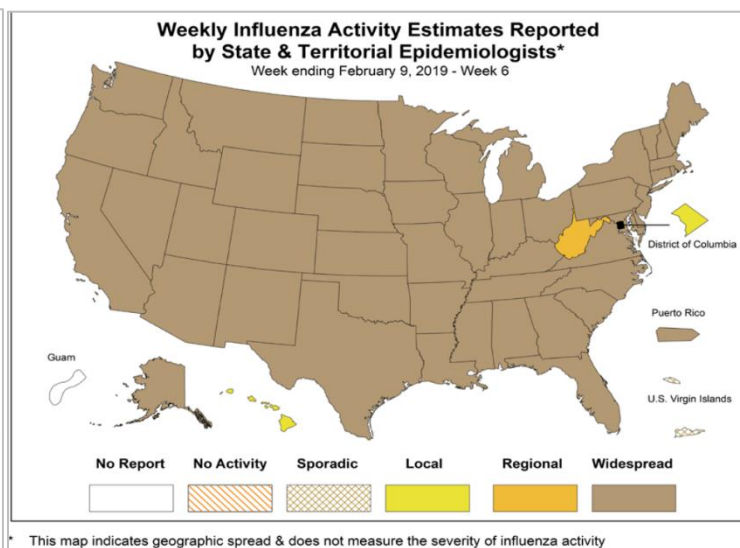 Weekly Influenza Activity Estimates Reported
by State & Territorial Epidemiologists*
Week ending February 9, 2019 - Week 6
District of Columbia
Puerto Rico
Guam
U.S. Virgin Islands
No Report No Activity Sporadic Local Regional Widespread
* This map indicates geographic spread & does not measure the severity of influenza activity